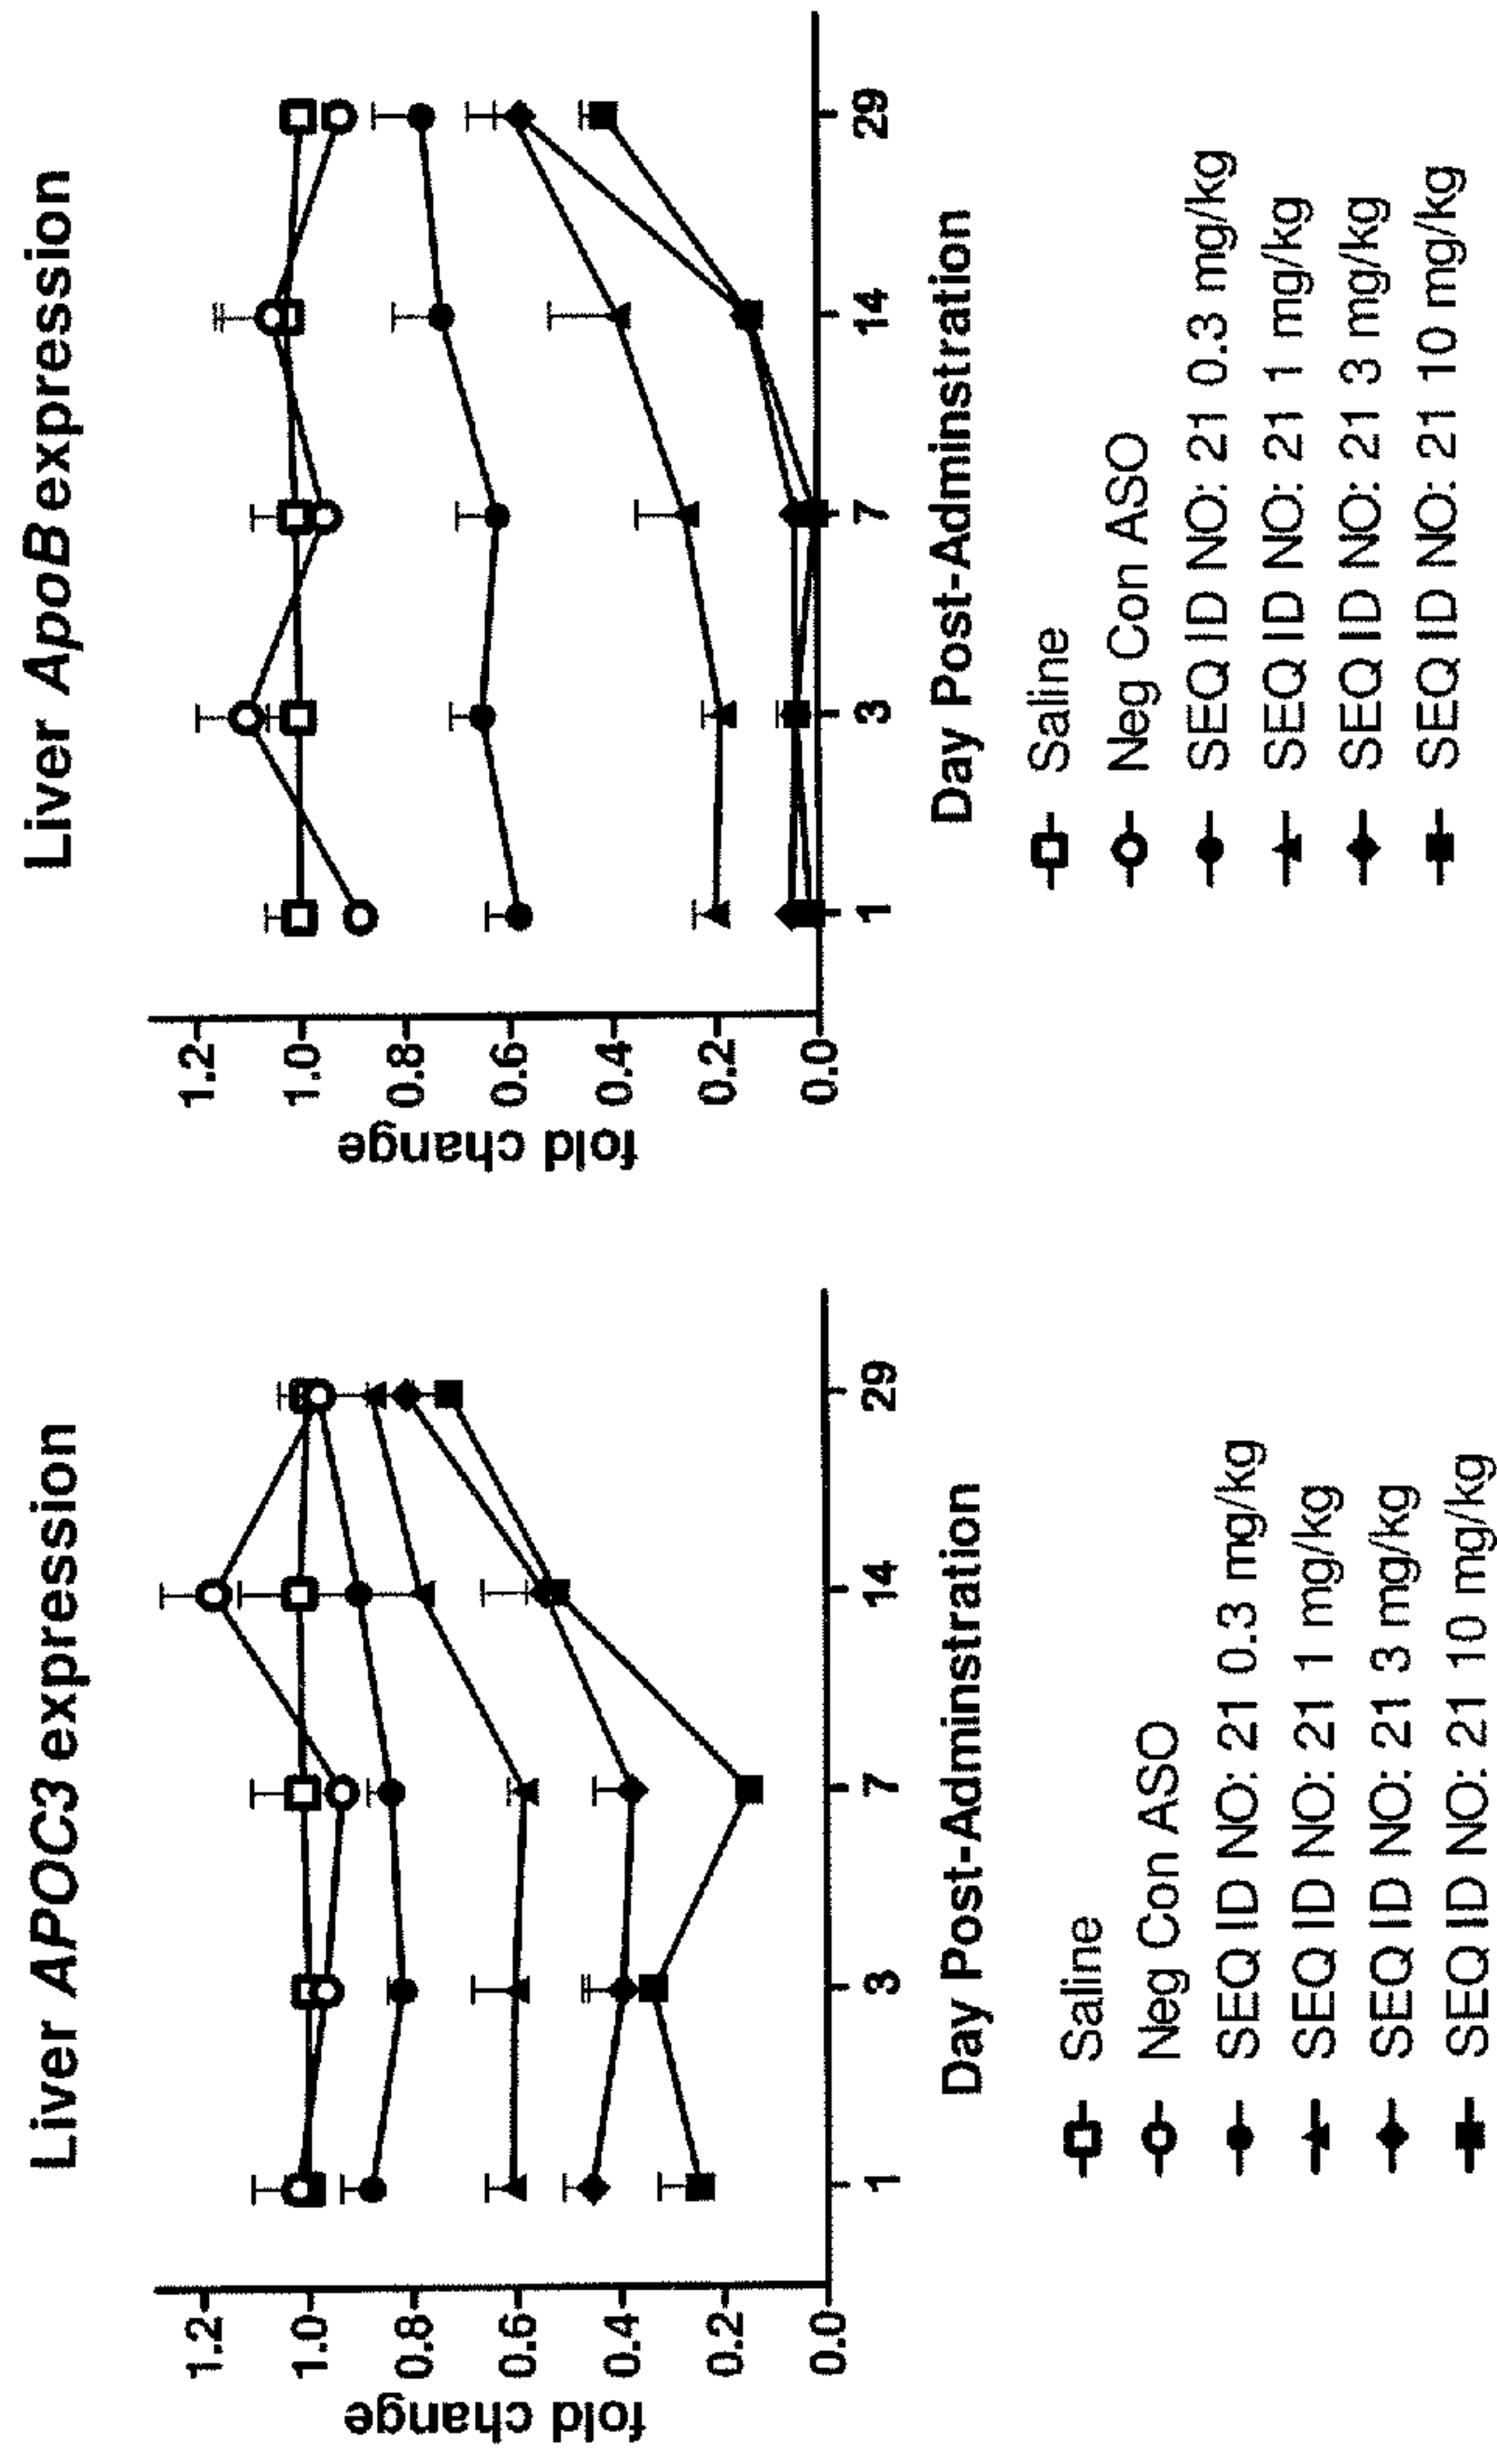 Liver APOC3 expression
fold change
1.2
1.0
0.8
0.6
0.4
0.2
0.0
1 3 7 14 29
Day Post-Adminstration
Saline
Neg Con ASO
SEQ ID NO: 21 0.3 mg/kg
SEQ ID NO: 21 1 mg/kg
SEQ ID NO: 21 3 mg/kg
SEQ ID NO: 21 10 mg/kg
Liver ApoB expression
fold change
1.2
1.0
0.8
0.6
0.4
0.2
0.0
1 3 7 14 29
Day Post-Adminstration
Saline
Neg Con ASO
SEQ ID NO: 21 0.3 mg/kg
SEQ ID NO: 21 1 mg/kg
SEQ ID NO: 21 3 mg/kg
SEQ ID NO: 21 10 mg/kg